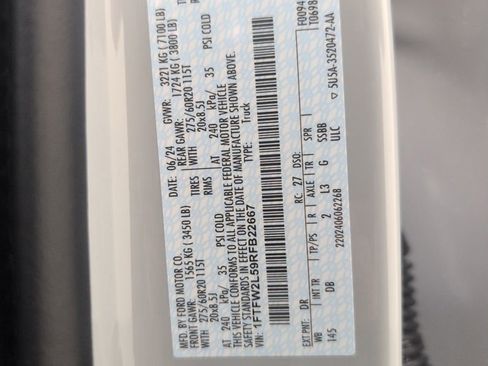 MFD. BY FORD MOTOR CO.
DATE: 06/24 GVWR: 3221 KG ( 7100 LB)
FRONT GAWR: 1565 KG ( 3450 LB) REAR GAWR: 1724 KG ( 3800 LB)
275/60R20 115T TIRES 275/60R20 115T
20x8.5J RIMS 20x8.5J
AT 240 kPa/ 35 PSI COLD AT 240 kPa/ 35 PSI COLD
THIS VEHICLE CONFORMS TO ALL APPLICABLE FEDERAL MOTOR VEHICLE
SAFETY STANDARDS IN EFFECT ON THE DATE OF MANUFACTURE SHOWN ABOVE.
VIN: 1FTFW2L59RFB22667 TYPE: Truck
F0094
T0698
EXT PNT: DR RC: 27 DSO:
WB INT TR TP/PS R AXLE TR SPR
145 DB 2 L3 G SSBB
ULC
2202406062268 5U5A-3520472-AA